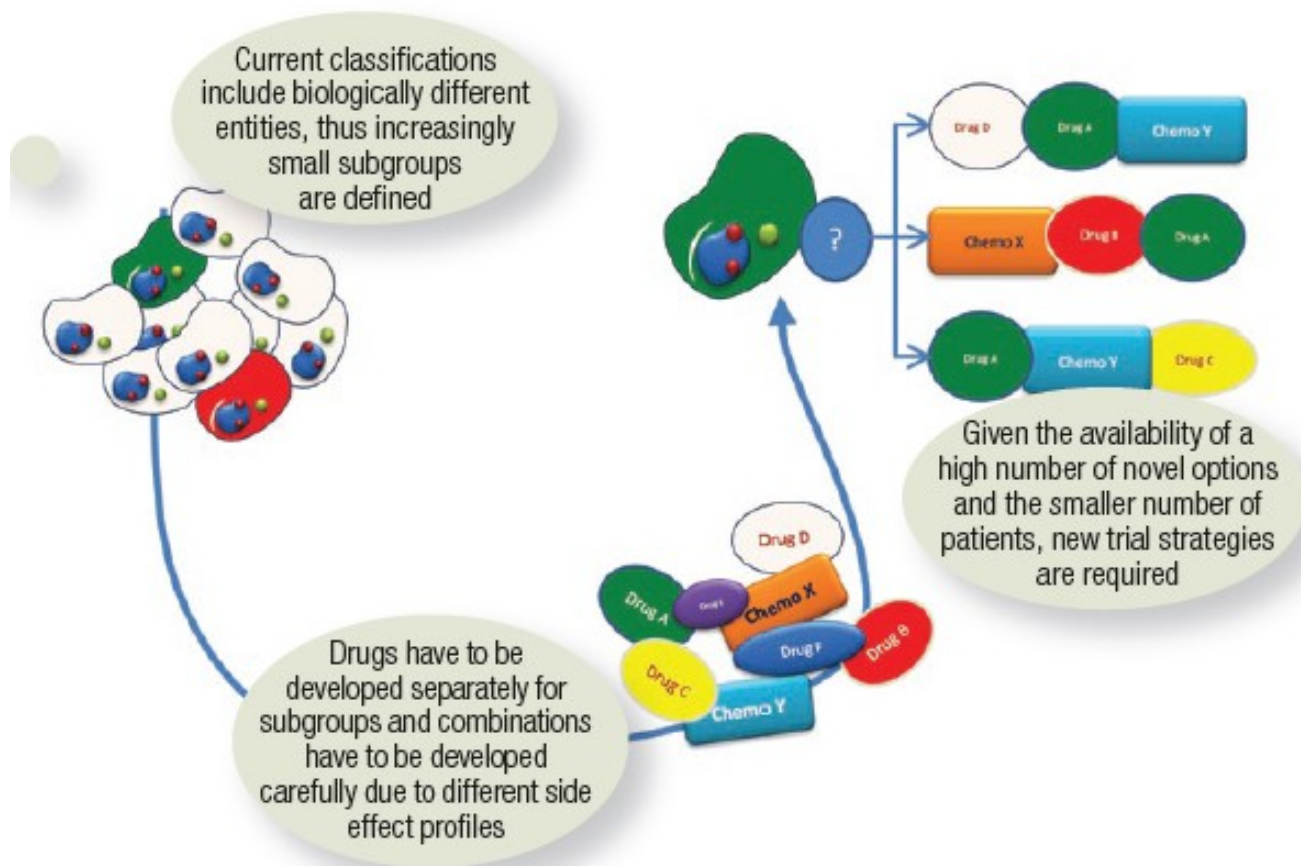 Current classifications
include biologically different
entities, thus increasingly
small subgroups
are defined
Drug D
Drug A
Chemo Y
?
Chemo X
Drug B
Drug A
Drug A
Chemo Y
Drug C
Given the availability of a
high number of novel options
and the smaller number of
patients, new trial strategies
are required
Drug D
Drug A
Chemo X
Drug F
Drug B
Drug C
Chemo Y
Drugs have to be
developed separately for
subgroups and combinations
have to be developed
carefully due to different side
effect profiles